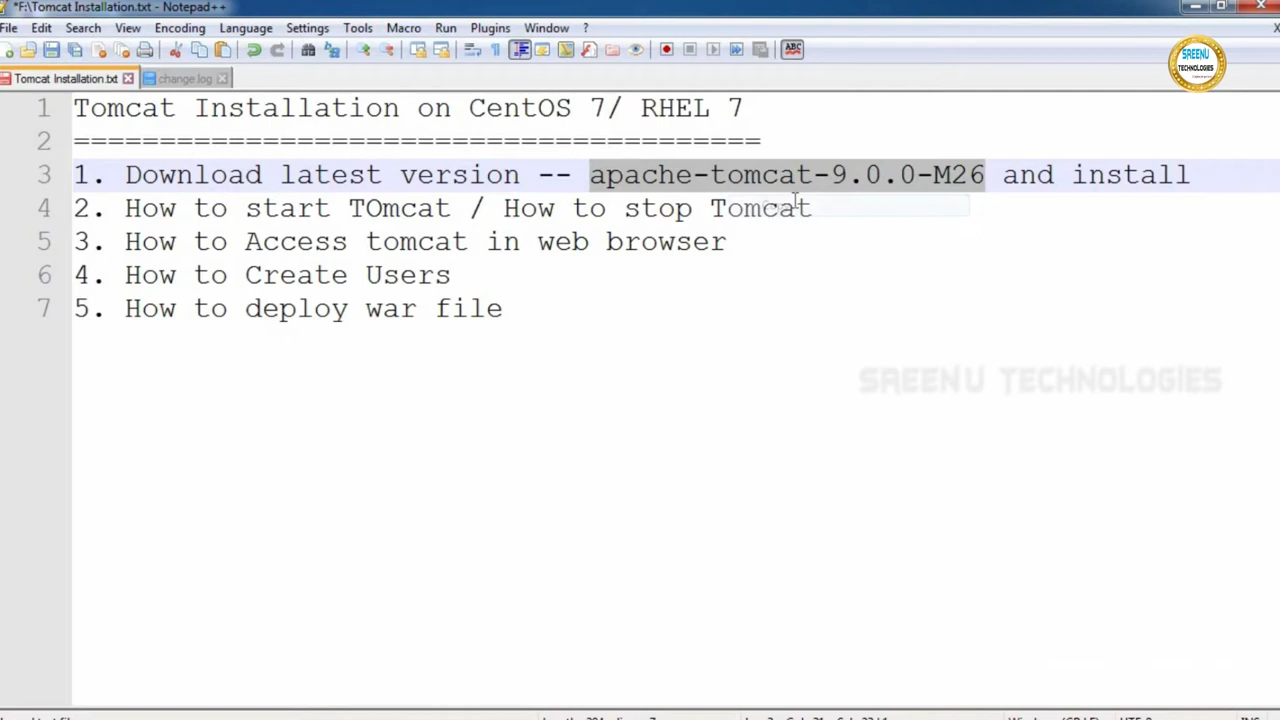 *F:\Tomcat Installation.txt - Notepad++
File Edit Search View Encoding Language Settings Tools Macro Run Plugins Window ?
Tomcat Installation.txt change.log
SREENU
TECHNOLOGIES
1 Tomcat Installation on CentOS 7/ RHEL 7
2 ========================================
3 1. Download latest version -- apache-tomcat-9.0.0-M26 and install
4 2. How to start TOmcat / How to stop Tomcat
5 3. How to Access tomcat in web browser
6 4. How to Create Users
7 5. How to deploy war file
SREENU TECHNOLOGIES